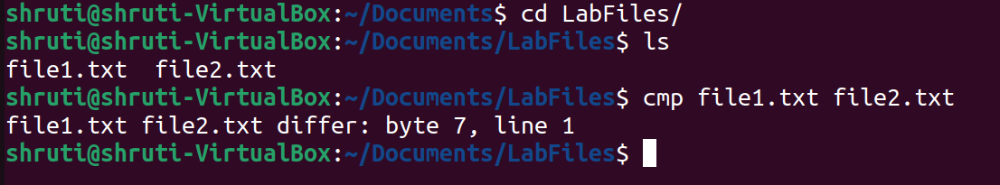 shruti@shruti-VirtualBox:~/Documents$ cd LabFiles/
shruti@shruti-VirtualBox:~/Documents/LabFiles$ ls
file1.txt  file2.txt
shruti@shruti-VirtualBox:~/Documents/LabFiles$ cmp file1.txt file2.txt
file1.txt file2.txt differ: byte 7, line 1
shruti@shruti-VirtualBox:~/Documents/LabFiles$